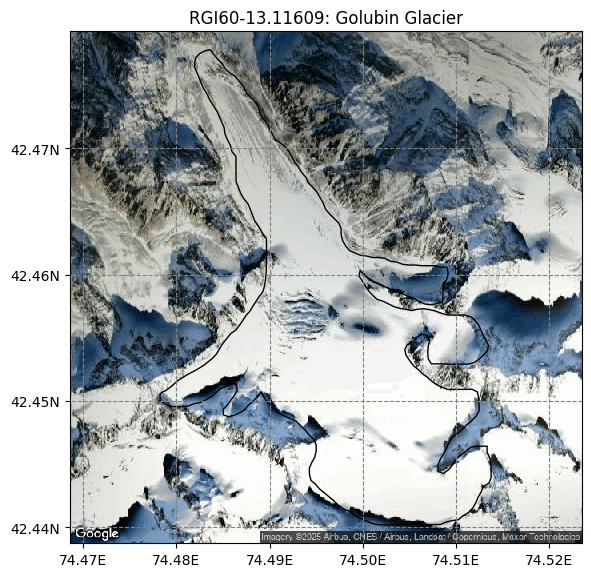 RGI60-13.11609: Golubin Glacier
42.47N
42.46N
42.45N
42.44N
Google
Imagery ©2025 Airbus, CNES / Airbus, Landsat / Copernicus, Maxar Technologies
74.47E 74.48E 74.49E 74.50E 74.51E 74.52E